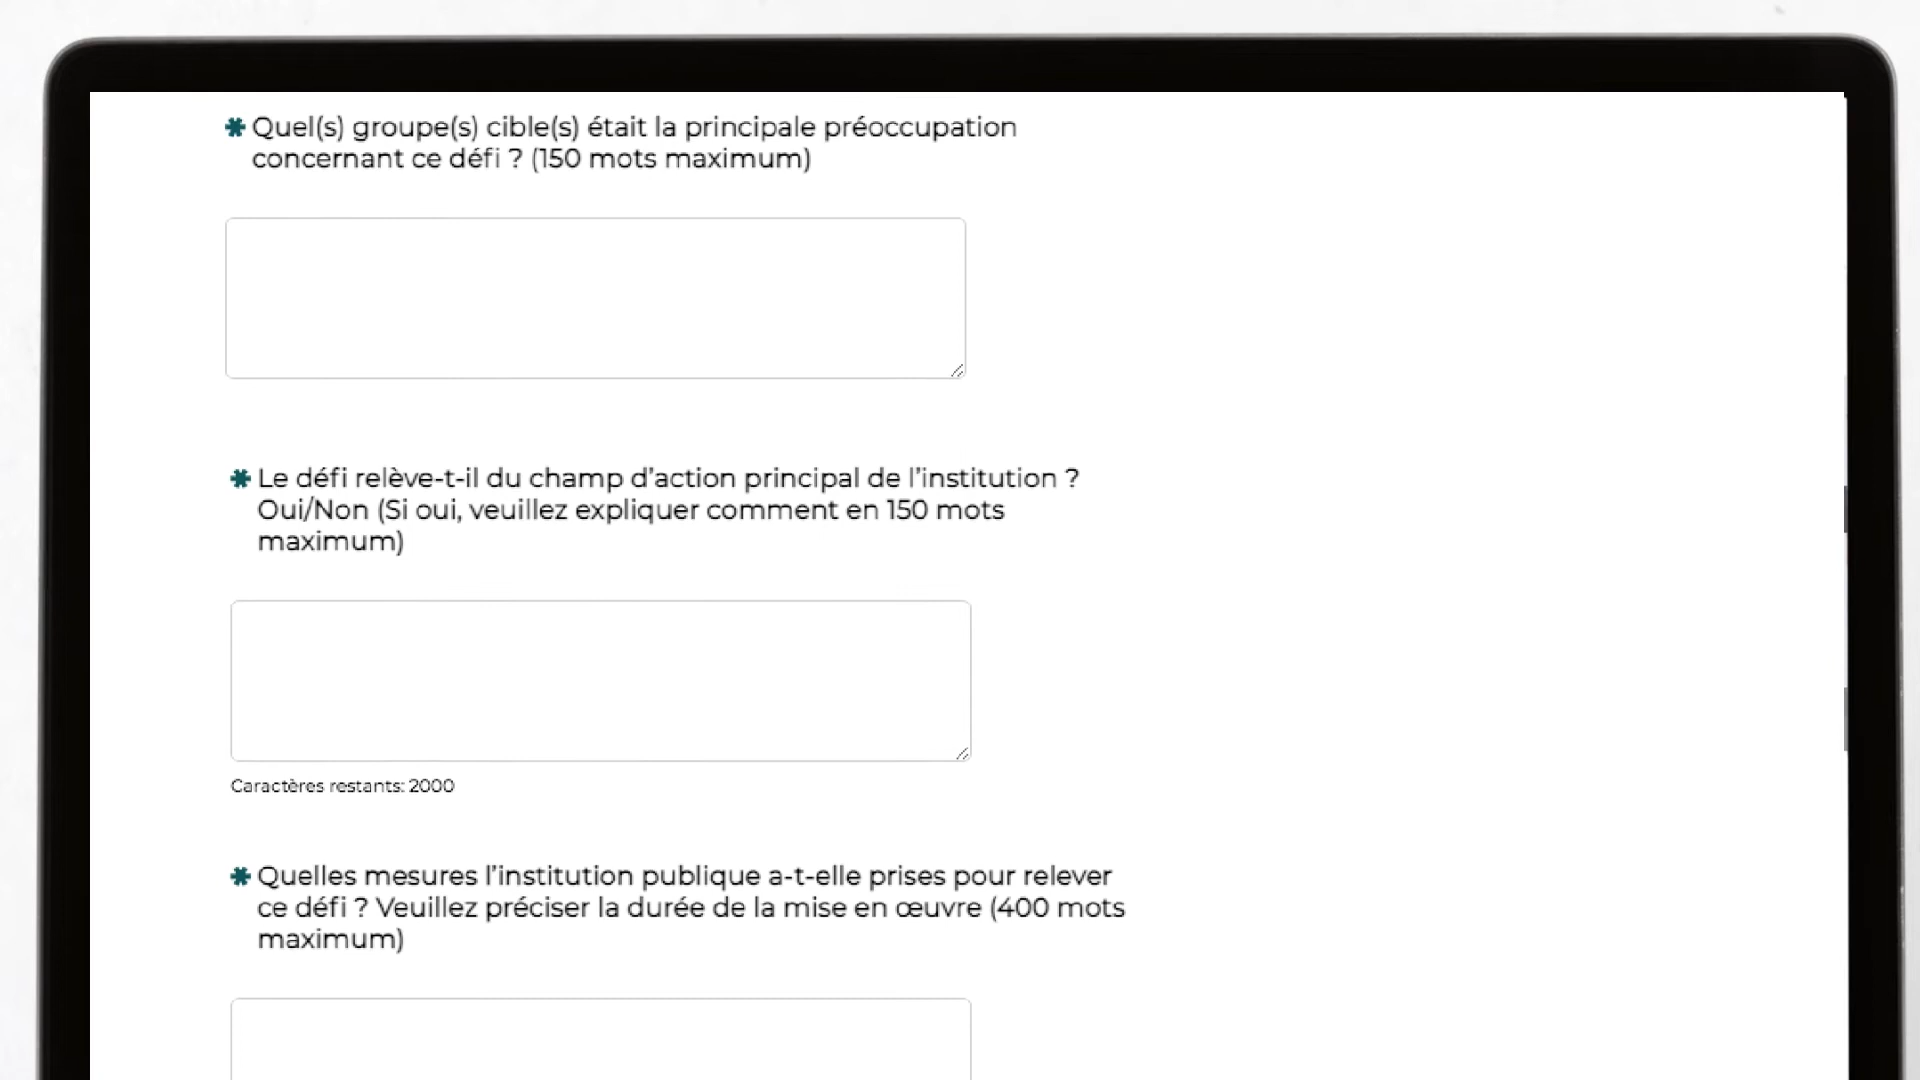 * Quel(s) groupe(s) cible(s) était la principale préoccupation
concernant ce défi ? (150 mots maximum)
* Le défi relève-t-il du champ d'action principal de l'institution ?
Oui/Non (Si oui, veuillez expliquer comment en 150 mots
maximum)
Caractères restants: 2000
* Quelles mesures l'institution publique a-t-elle prises pour relever
ce défi ? Veuillez préciser la durée de la mise en œuvre (400 mots
maximum)